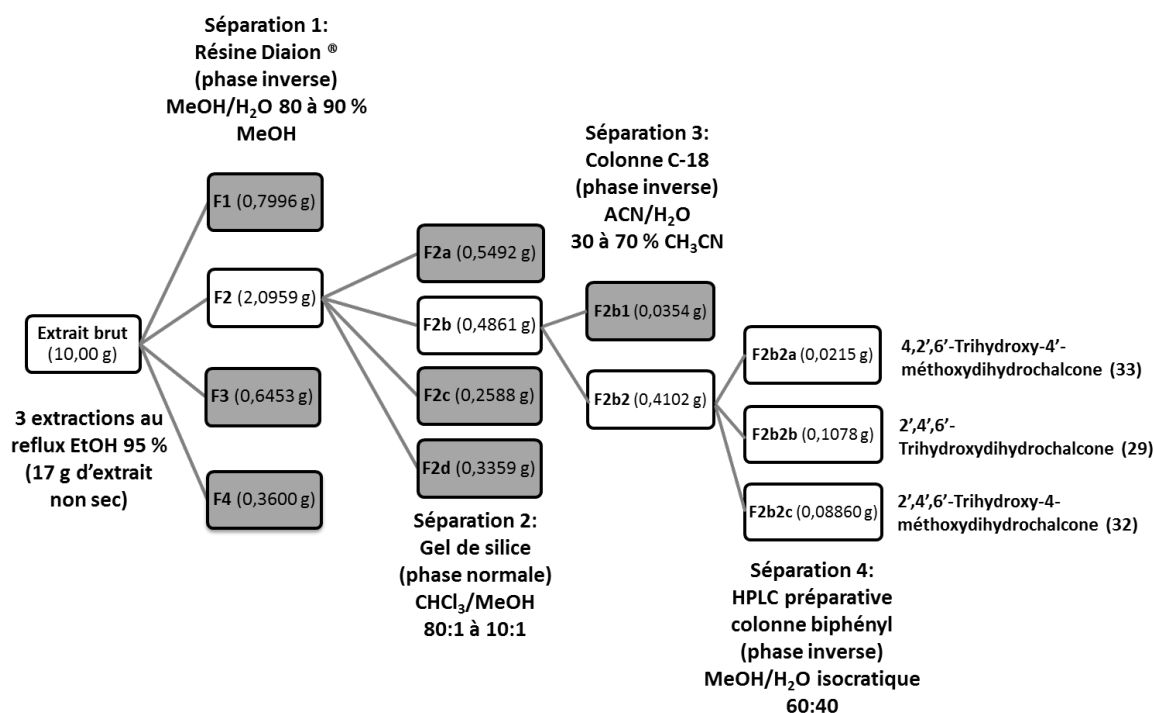 Séparation 1:
Résine Diaion ®
(phase inverse)
MeOH/H₂O 80 à 90 %
MeOH
Séparation 3:
Colonne C-18
(phase inverse)
ACN/H₂O
30 à 70 % CH₃CN
F1 (0,7996 g)
F2 (2,0959 g)
F3 (0,6453 g)
F4 (0,3600 g)
Extrait brut
(10,00 g)
3 extractions au
reflux EtOH 95 %
(17 g d’extrait
non sec)
F2a (0,5492 g)
F2b (0,4861 g)
F2c (0,2588 g)
F2d (0,3359 g)
Séparation 2:
Gel de silice
(phase normale)
CHCl₃/MeOH
80:1 à 10:1
F2b1 (0,0354 g)
F2b2 (0,4102 g)
F2b2a (0,0215 g)
4,2’,6’-Trihydroxy-4’-
méthoxydihydrochalcone (33)
F2b2b (0,1078 g)
2’,4’,6’-
Trihydroxydihydrochalcone (29)
F2b2c (0,08860 g)
2’,4’,6’-Trihydroxy-4-
méthoxydihydrochalcone (32)
Séparation 4:
HPLC préparative
colonne biphényl
(phase inverse)
MeOH/H₂O isocratique
60:40